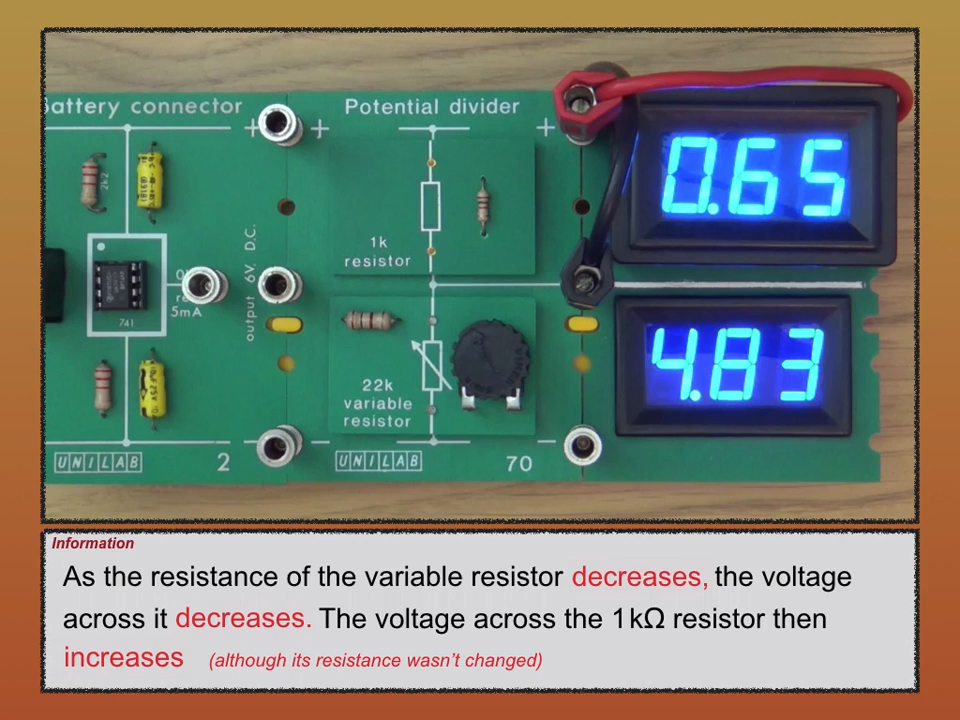 attery connector
Potential divider
+ +
+
0.65
2k2
1k
resistor
output 6V D.C.
5mA
741
4.83
22k
variable
resistor
UNILAB
2
UNILAB
70
Information
As the resistance of the variable resistor decreases, the voltage
across it decreases. The voltage across the 1kΩ resistor then
increases (although its resistance wasn't changed)